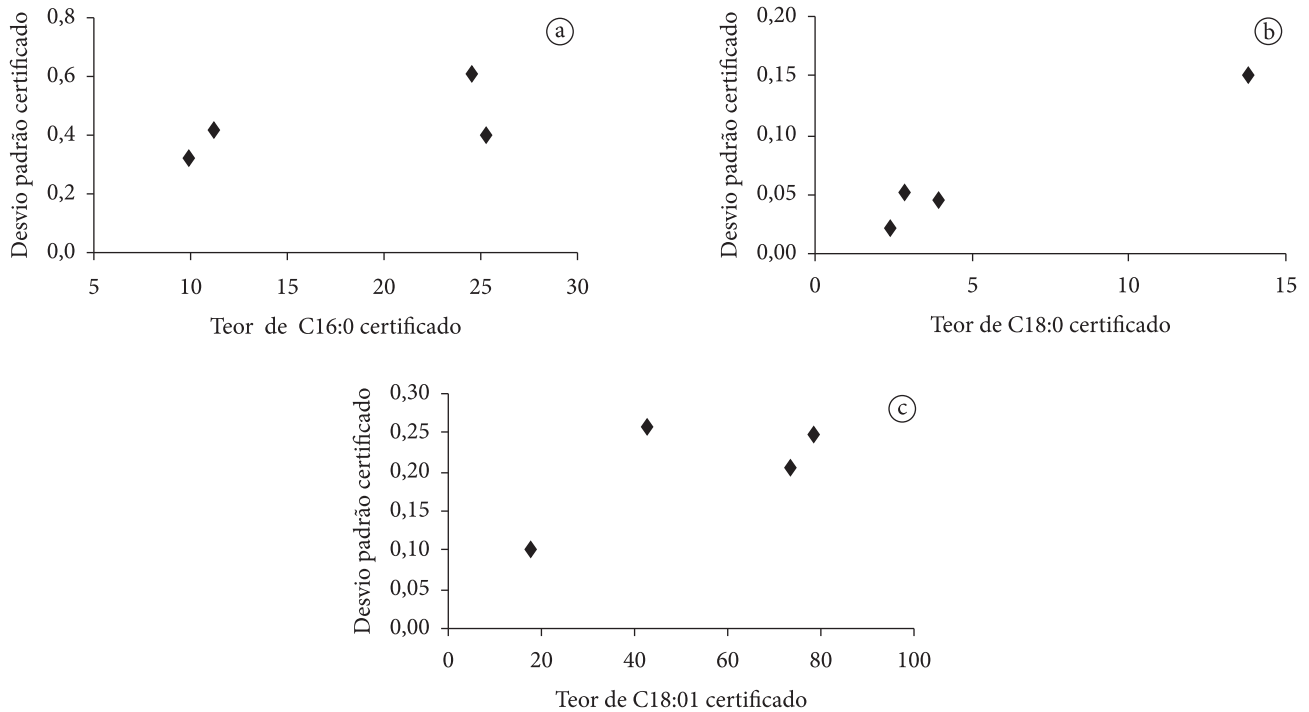 Desvio padrão certificado
0,8
0,6
0,4
0,2
0,0
5 10 15 20 25 30
Teor de C16:0 certificado
a
Desvio padrão certificado
0,20
0,15
0,10
0,05
0,00
0 5 10 15
Teor de C18:0 certificado
b
Desvio padrão certificado
0,30
0,25
0,20
0,15
0,10
0,05
0,00
0 20 40 60 80 100
Teor de C18:01 certificado
c